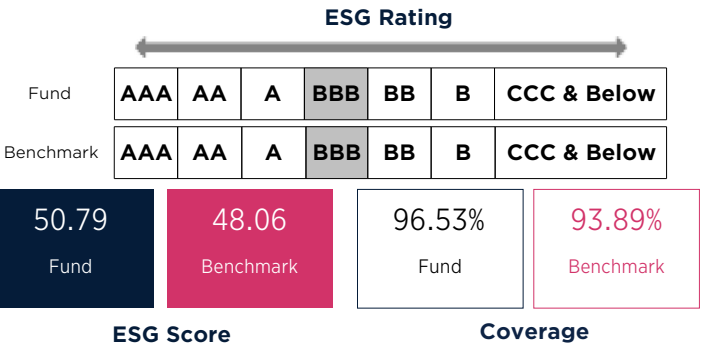 ESG Rating
Fund AAA AA A BBB BB B CCC & Below
Benchmark AAA AA A BBB BB B CCC & Below
50.79 48.06 96.53% 93.89%
Fund Benchmark Fund Benchmark
ESG Score Coverage